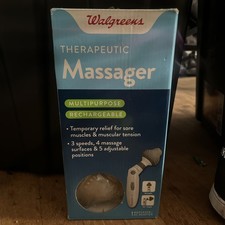 Walgreens
THERAPEUTIC
Massager
MULTIPURPOSE
RECHARGEABLE
• Temporary relief for sore
muscles & muscular tension
• 3 speeds, 4 massage
surfaces & 5 adjustable
positions